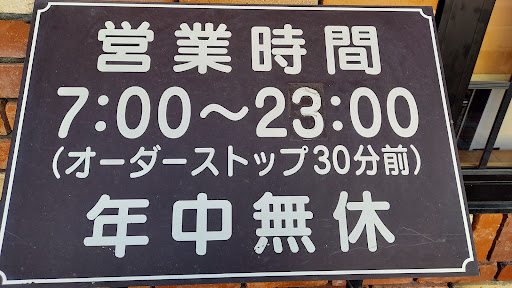 営業時間
7:00〜23:00
(オーダーストップ30分前)
年中無休